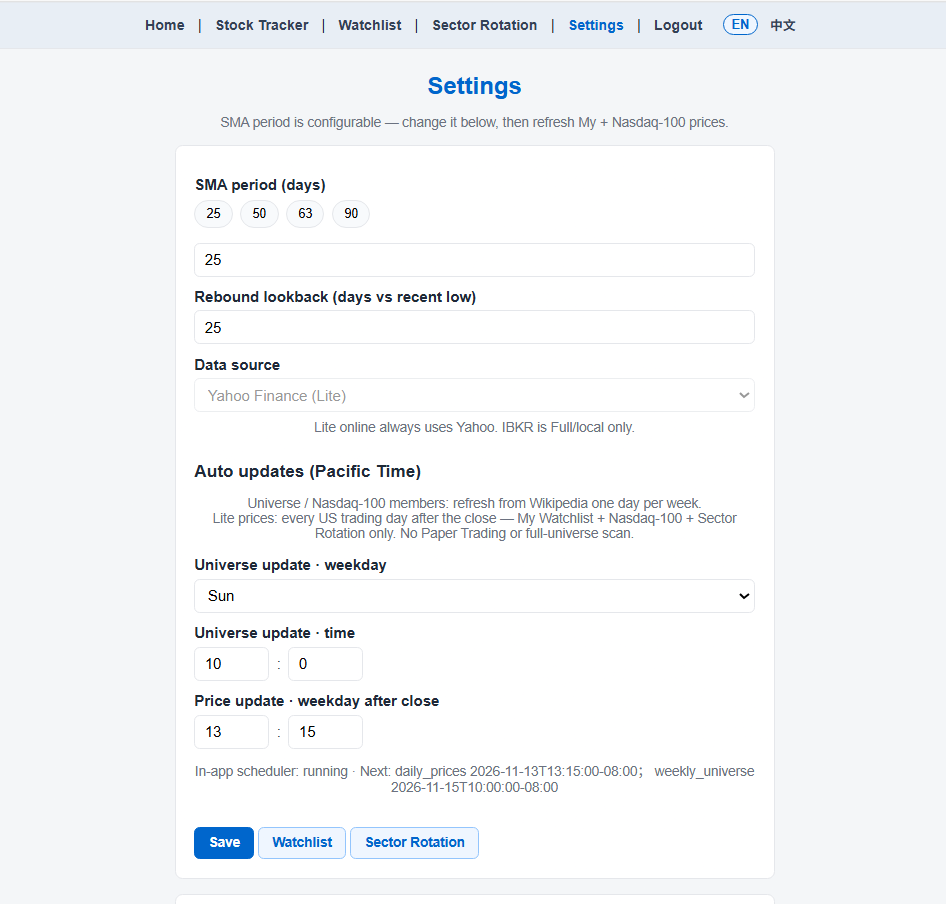 Home | Stock Tracker | Watchlist | Sector Rotation | Settings | Logout EN 中文
Settings
SMA period is configurable — change it below, then refresh My + Nasdaq-100 prices.
SMA period (days)
25 50 63 90
25
Rebound lookback (days vs recent low)
25
Data source
Yahoo Finance (Lite)
Lite online always uses Yahoo. IBKR is Full/local only.
Auto updates (Pacific Time)
Universe / Nasdaq-100 members: refresh from Wikipedia one day per week.
Lite prices: every US trading day after the close — My Watchlist + Nasdaq-100 + Sector
Rotation only. No Paper Trading or full-universe scan.
Universe update · weekday
Sun
Universe update · time
10 : 0
Price update · weekday after close
13 : 15
In-app scheduler: running · Next: daily_prices 2026-11-13T13:15:00-08:00； weekly_universe
2026-11-15T10:00:00-08:00
Save Watchlist Sector Rotation